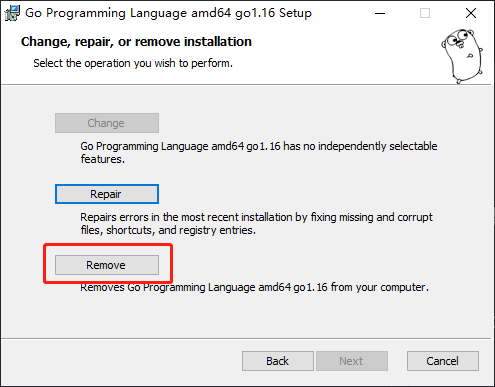 Go Programming Language amd64 go1.16 Setup
Change, repair, or remove installation
Select the operation you wish to perform.
Change
Go Programming Language amd64 go1.16 has no independently selectable
features.
Repair
Repairs errors in the most recent installation by fixing missing and corrupt
files, shortcuts, and registry entries.
Remove
Removes Go Programming Language amd64 go1.16 from your computer.
Back
Next
Cancel